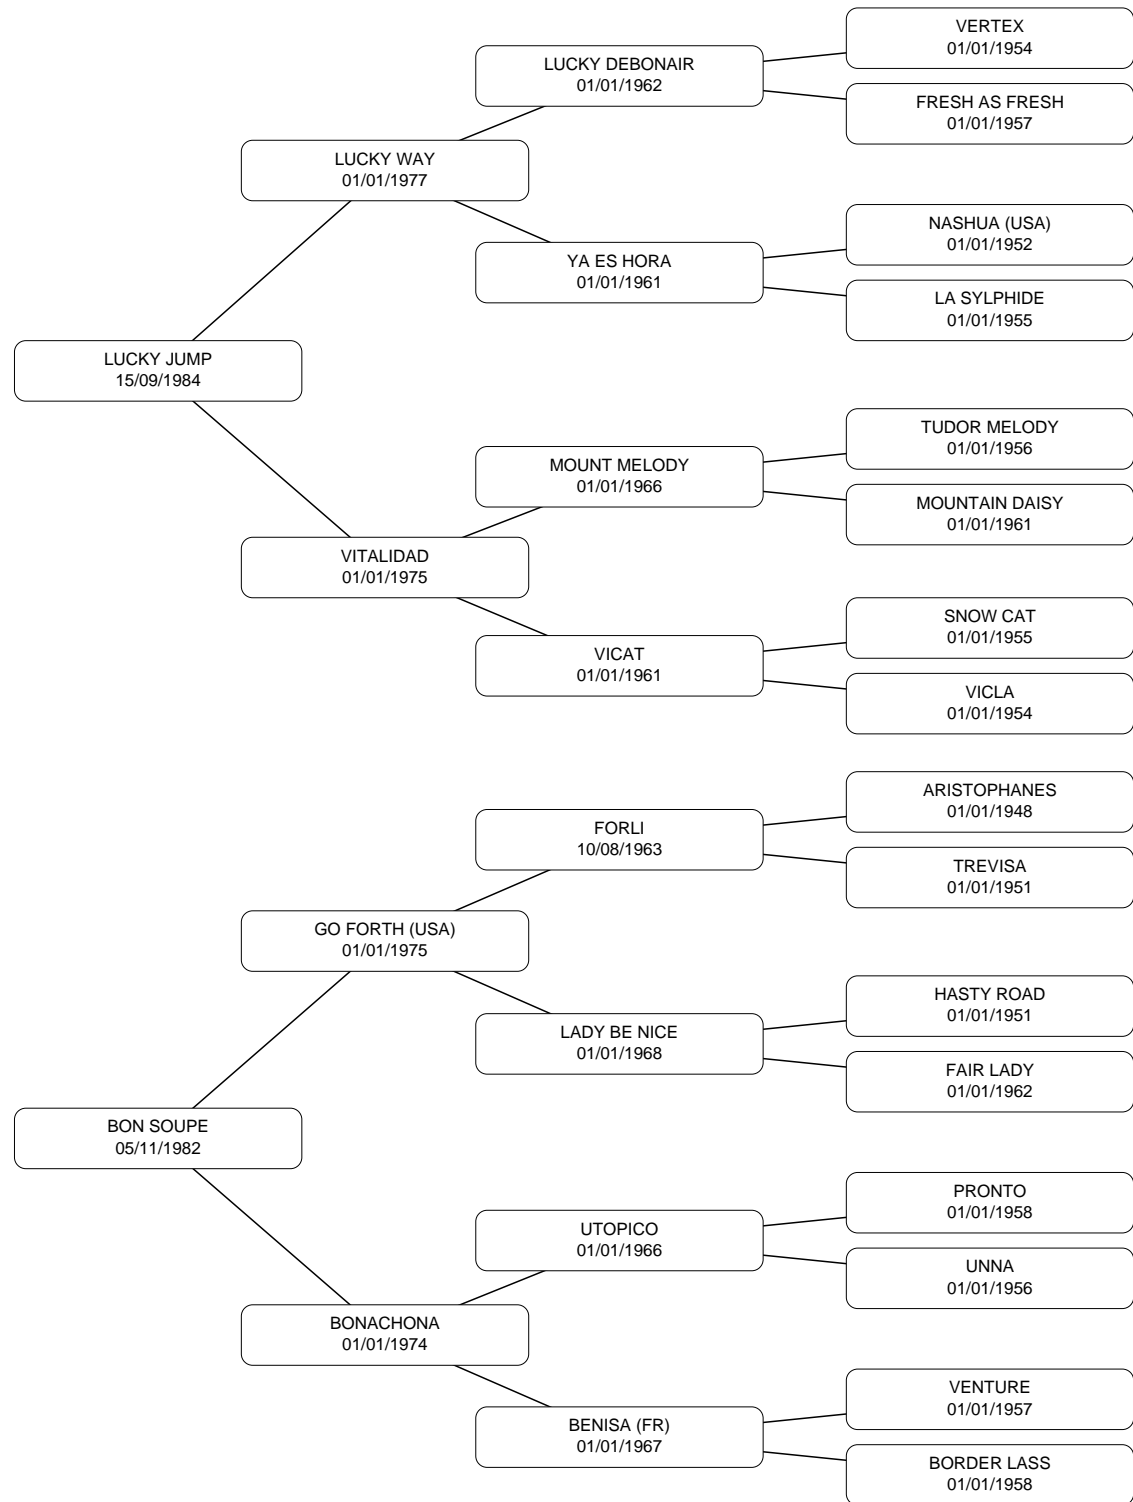 VERTEX
01/01/1954
LUCKY DEBONAIR
01/01/1962
FRESH AS FRESH
01/01/1957
LUCKY WAY
01/01/1977
NASHUA (USA)
01/01/1952
YA ES HORA
01/01/1961
LA SYLPHIDE
01/01/1955
LUCKY JUMP
15/09/1984
TUDOR MELODY
01/01/1956
MOUNT MELODY
01/01/1966
MOUNTAIN DAISY
01/01/1961
VITALIDAD
01/01/1975
SNOW CAT
01/01/1955
VICAT
01/01/1961
VICLA
01/01/1954
ARISTOPHANES
01/01/1948
FORLI
10/08/1963
TREVISA
01/01/1951
GO FORTH (USA)
01/01/1975
HASTY ROAD
01/01/1951
LADY BE NICE
01/01/1968
FAIR LADY
01/01/1962
BON SOUPE
05/11/1982
PRONTO
01/01/1958
UTOPICO
01/01/1966
UNNA
01/01/1956
BONACHONA
01/01/1974
VENTURE
01/01/1957
BENISA (FR)
01/01/1967
BORDER LASS
01/01/1958